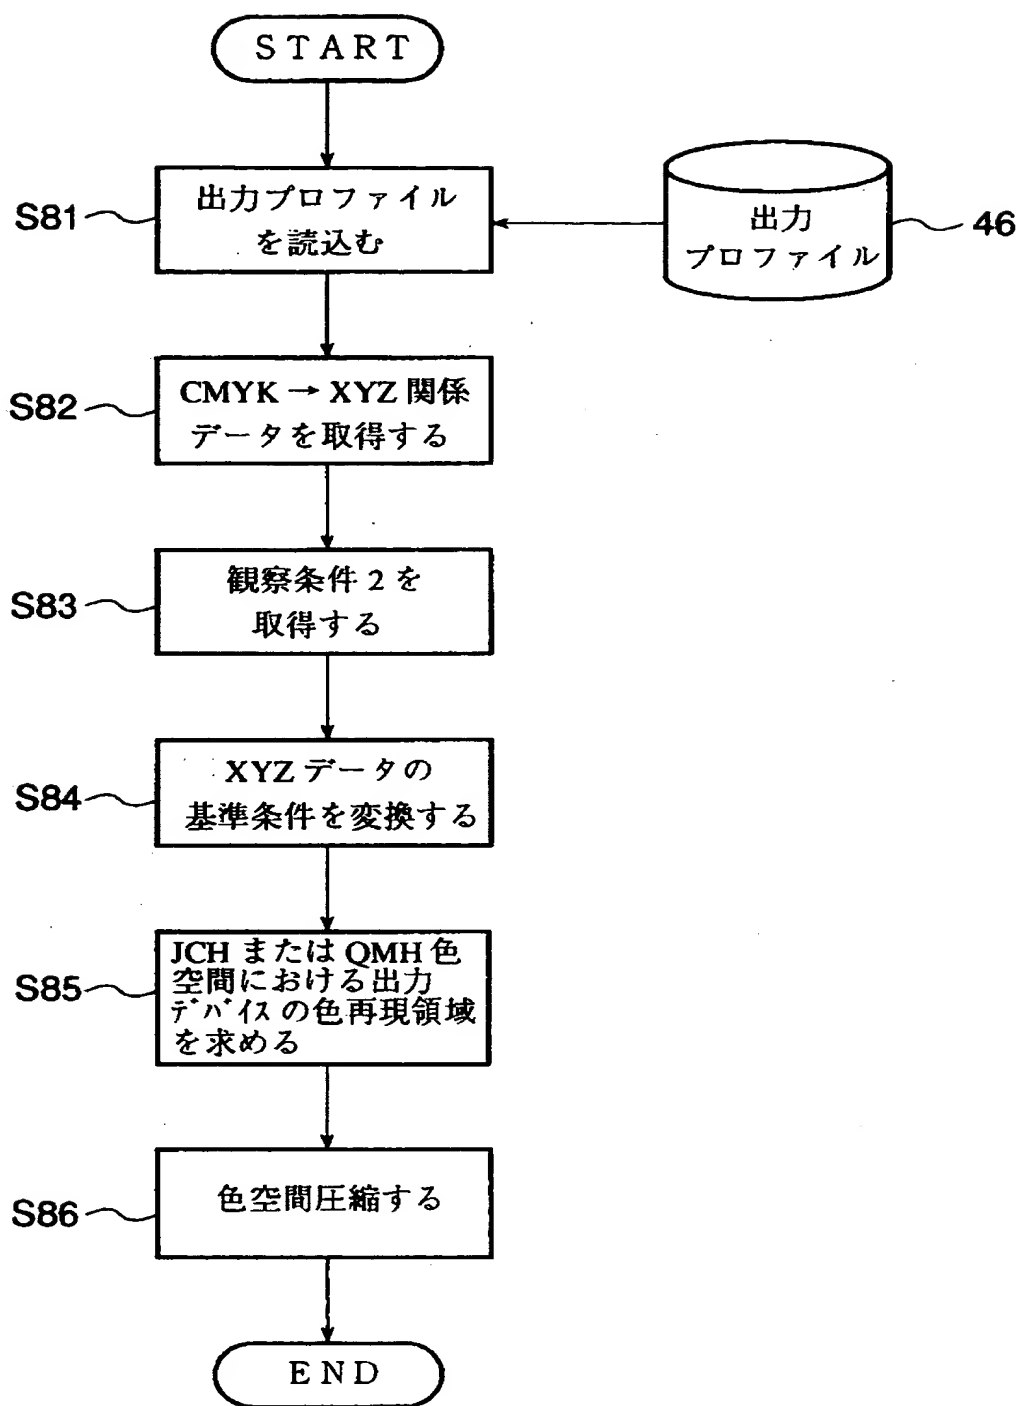 START
S81
出力プロファイル
を読込む
出力
プロファイル
46
S82
CMYK → XYZ 関係
データを取得する
S83
観察条件 2 を
取得する
S84
XYZ データの
基準条件を変換する
S85
JCH または QMH 色
空間における出力
デバイスの色再現領域
を求める
S86
色空間圧縮する
END